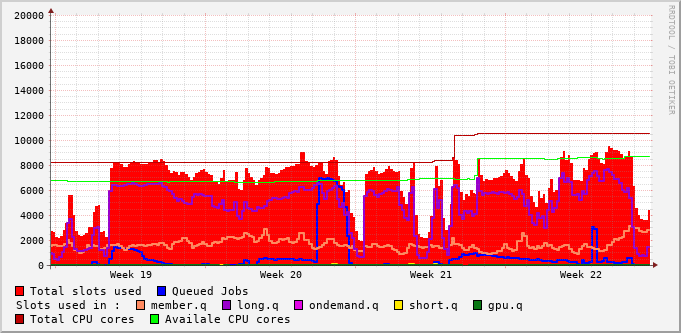 RRDTOOL / TOBI OETIKER
20000
18000
16000
14000
12000
10000
8000
6000
4000
2000
0
Week 19 Week 20 Week 21 Week 22
Total slots used Queued Jobs
Slots used in : member.q long.q ondemand.q short.q gpu.q
Total CPU cores Availale CPU cores